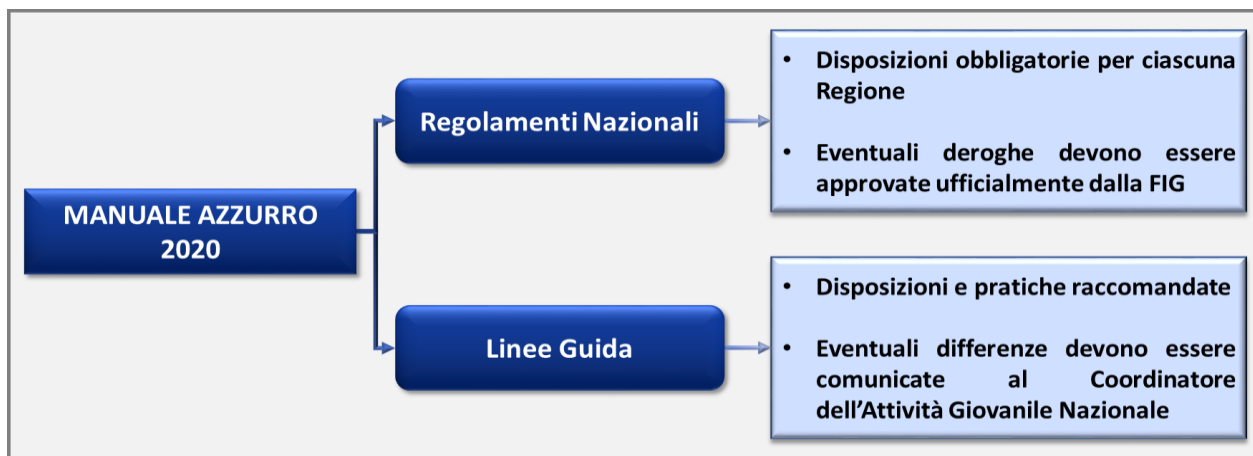 MANUALE AZZURRO
2020
Regolamenti Nazionali
• Disposizioni obbligatorie per ciascuna
Regione
• Eventuali deroghe devono essere
approvate ufficialmente dalla FIG
Linee Guida
• Disposizioni e pratiche raccomandate
• Eventuali differenze devono essere
comunicate al Coordinatore
dell’Attività Giovanile Nazionale